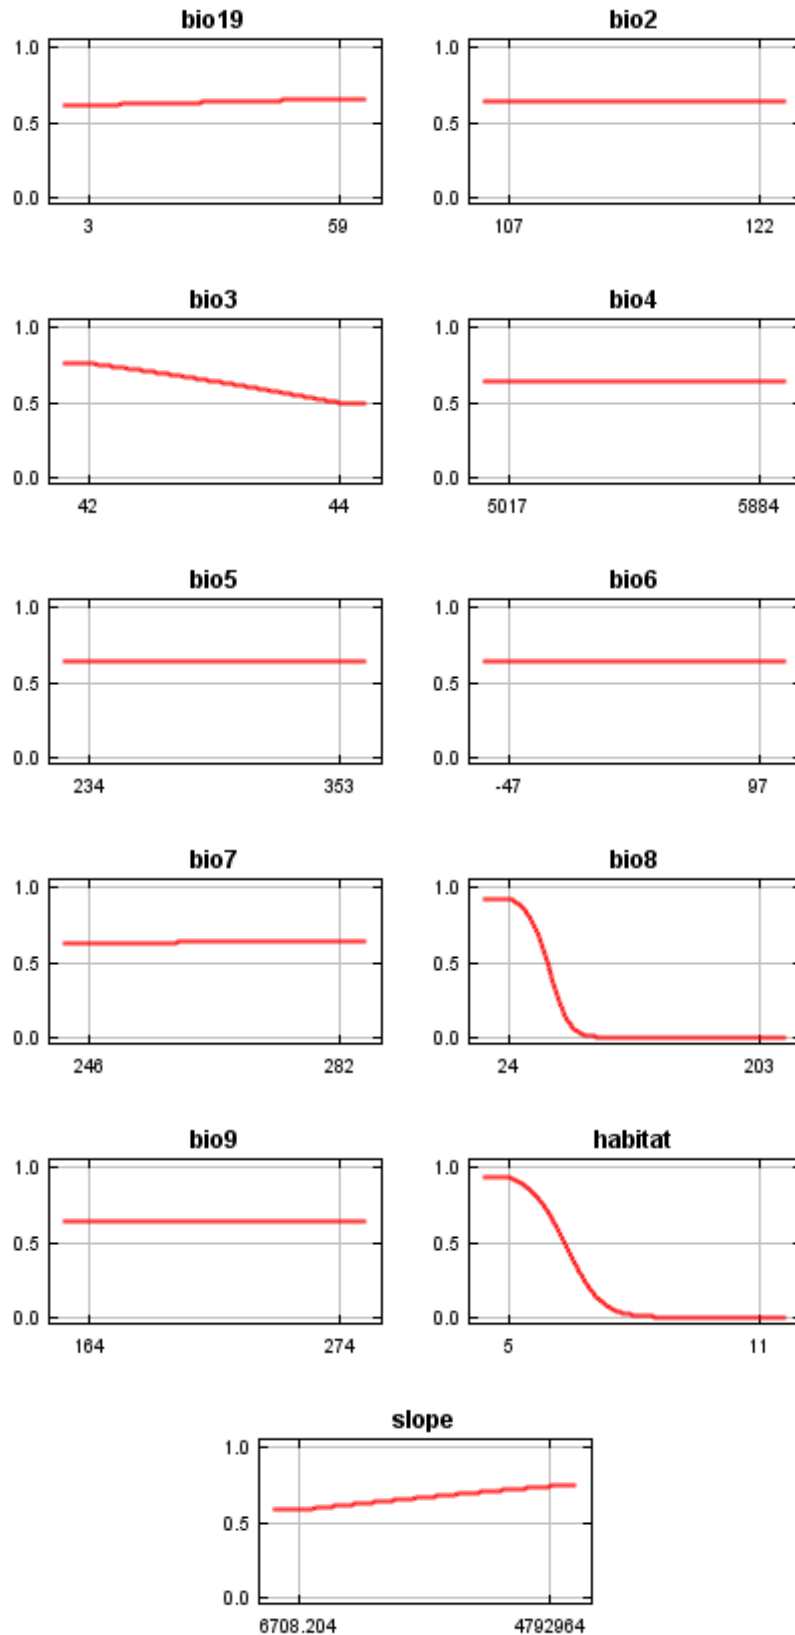 bio19 bio2
1.0 1.0
0.5 0.5
0.0 0.0
3 59 107 122
bio3 bio4
1.0 1.0
0.5 0.5
0.0 0.0
42 44 5017 5884
bio5 bio6
1.0 1.0
0.5 0.5
0.0 0.0
234 353 -47 97
bio7 bio8
1.0 1.0
0.5 0.5
0.0 0.0
246 282 24 203
bio9 habitat
1.0 1.0
0.5 0.5
0.0 0.0
164 274 5 11
slope
1.0
0.5
0.0
6708.204 4792964